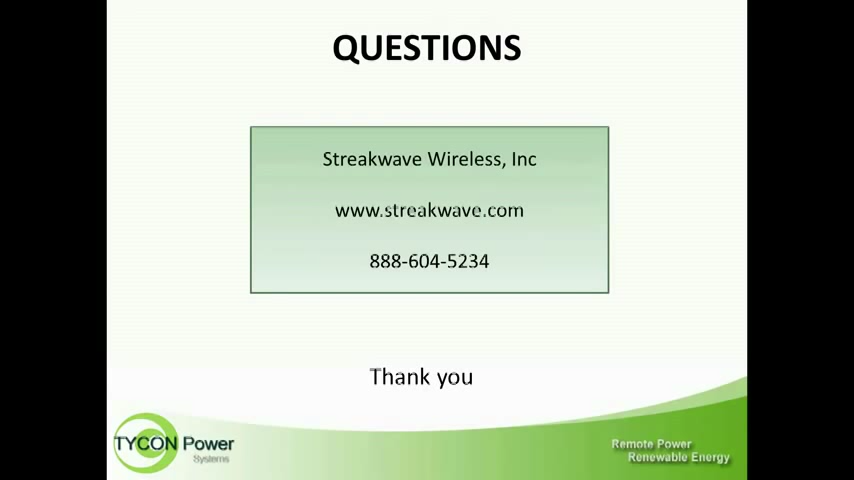 QUESTIONS
Streakwave Wireless, Inc
www.streakwave.com
888-604-5234
Thank you
TYCON Power
Systems
Remote Power
Renewable Energy